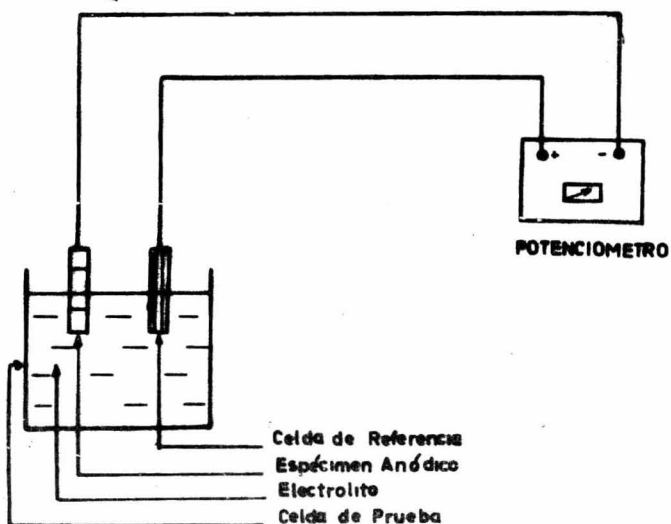 + -
POTENCIOMETRO
Celda de Referencia
Espécimen Anódico
Electrolito
Celda de Prueba